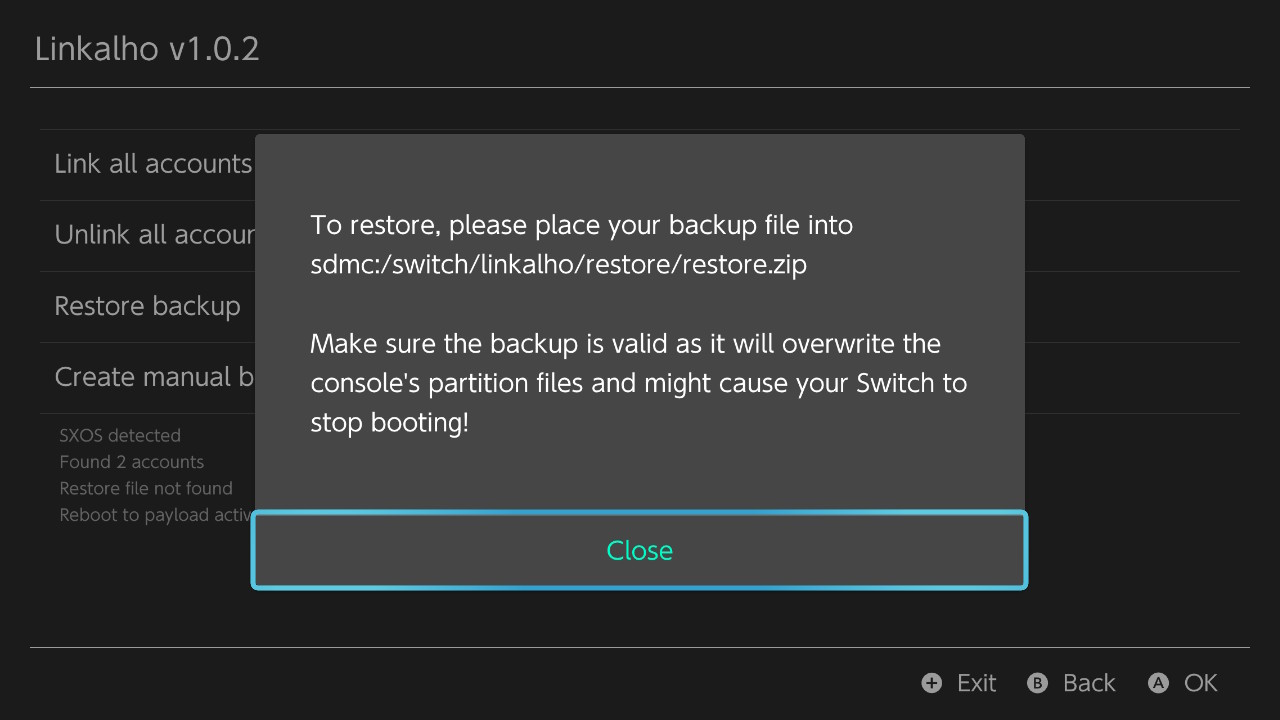 Linkalho v1.0.2
Link all accounts
Unlink all accoun
Restore backup
Create manual b
SXOS detected
Found 2 accounts
Restore file not found
Reboot to payload activ
To restore, please place your backup file into
sdmc:/switch/linkalho/restore/restore.zip
Make sure the backup is valid as it will overwrite the
console's partition files and might cause your Switch to
stop booting!
Close
+ Exit B Back A OK